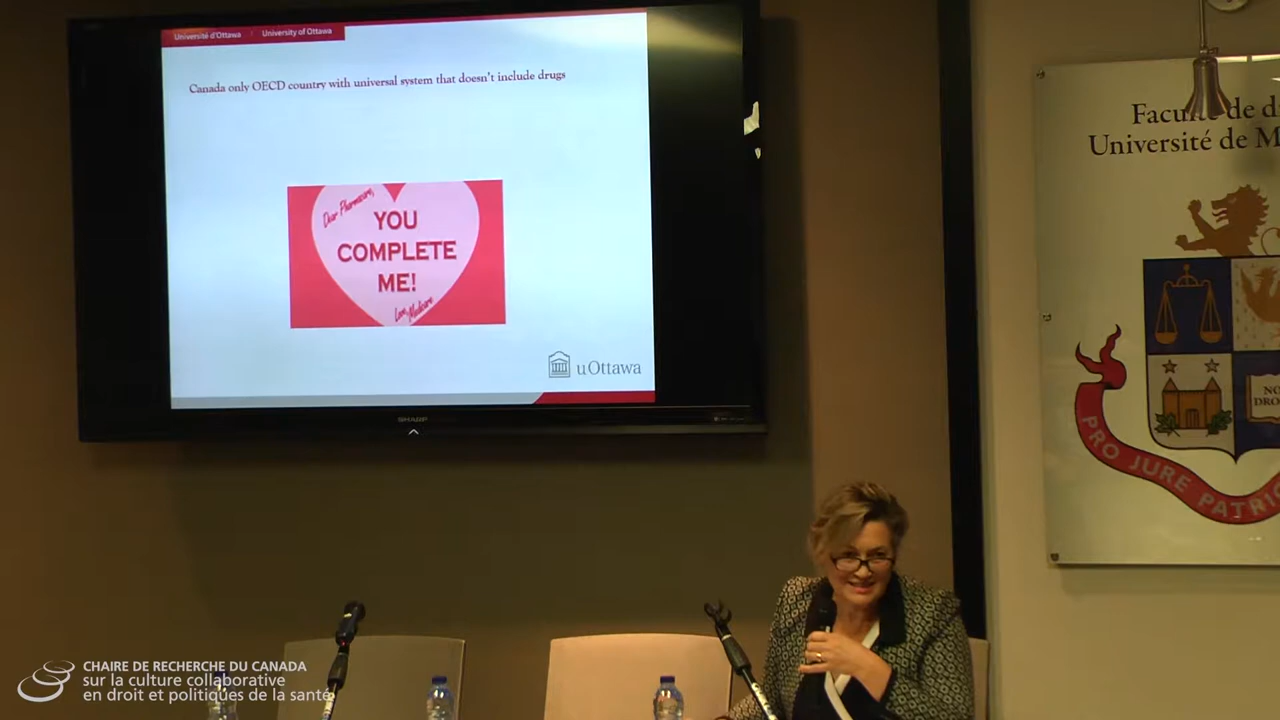 Université d'Ottawa | University of Ottawa
Canada only OECD country with universal system that doesn't include drugs
Dear Pharmacare,
YOU
COMPLETE
ME!
Love, Medicare
uOttawa
SHARP
Faculté de d
Université de M
NO
DRO
PRO JURE PATRI
CHAIRE DE RECHERCHE DU CANADA
sur la culture collaborative
en droit et politiques de la santé